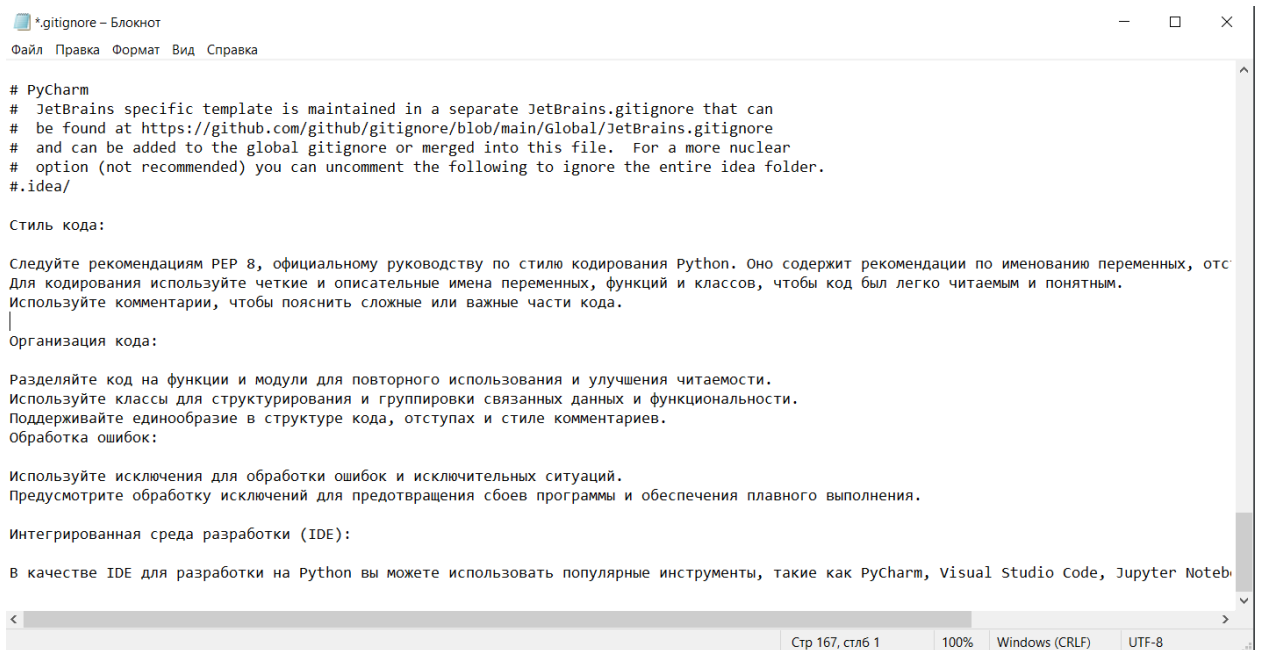 *.gitignore – Блокнот
Файл Правка Формат Вид Справка
# PyCharm
#  JetBrains specific template is maintained in a separate JetBrains.gitignore that can
#  be found at https://github.com/github/gitignore/blob/main/Global/JetBrains.gitignore
#  and can be added to the global gitignore or merged into this file.  For a more nuclear
#  option (not recommended) you can uncomment the following to ignore the entire idea folder.
#.idea/
Стиль кода:
Следуйте рекомендациям PEP 8, официальному руководству по стилю кодирования Python. Оно содержит рекомендации по именованию переменных,
Для кодирования используйте четкие и описательные имена переменных, функций и классов, чтобы код был легко читаемым и понятным.
Используйте комментарии, чтобы пояснить сложные или важные части кода.
Организация кода:
Разделяйте код на функции и модули для повторного использования и улучшения читаемости.
Используйте классы для структурирования и группировки связанных данных и функциональности.
Поддерживайте единообразие в структуре кода, отступах и стиле комментариев.
Обработка ошибок:
Используйте исключения для обработки ошибок и исключительных ситуаций.
Предусмотрите обработку исключений для предотвращения сбоев программы и обеспечения плавного выполнения.
Интегрированная среда разработки (IDE):
В качестве IDE для разработки на Python вы можете использовать популярные инструменты, такие как PyCharm, Visual Studio Code, Jupyter
Стр 167, стлб 1 100% Windows (CRLF) UTF-8